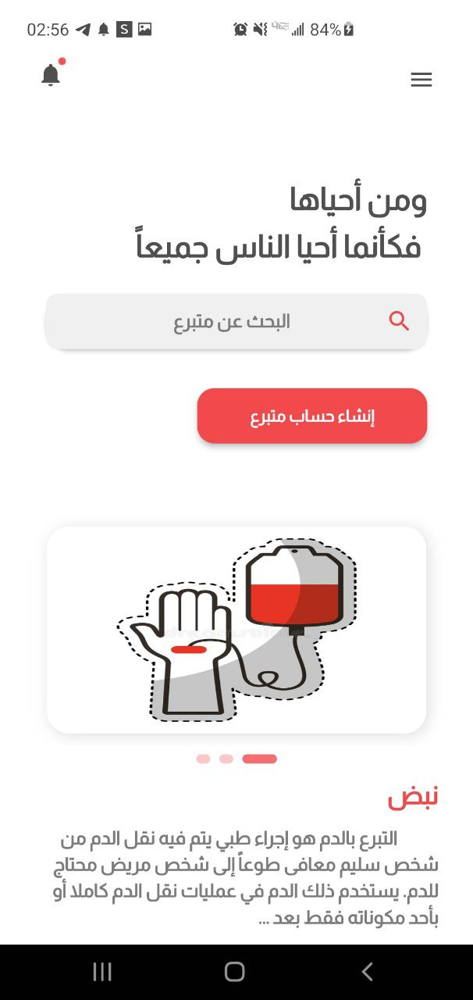 02:56 S 84%
ومن أحياها
فكأنما أحيا الناس جميعاً
البحث عن متبرع
إنشاء حساب متبرع
نبض
التبرع بالدم هو إجراء طبي يتم فيه نقل الدم من
شخص سليم معافى طوعاً إلى شخص مريض محتاج
للدم. يستخدم ذلك الدم في عمليات نقل الدم كاملا أو
بأحد مكوناته فقط بعد ...